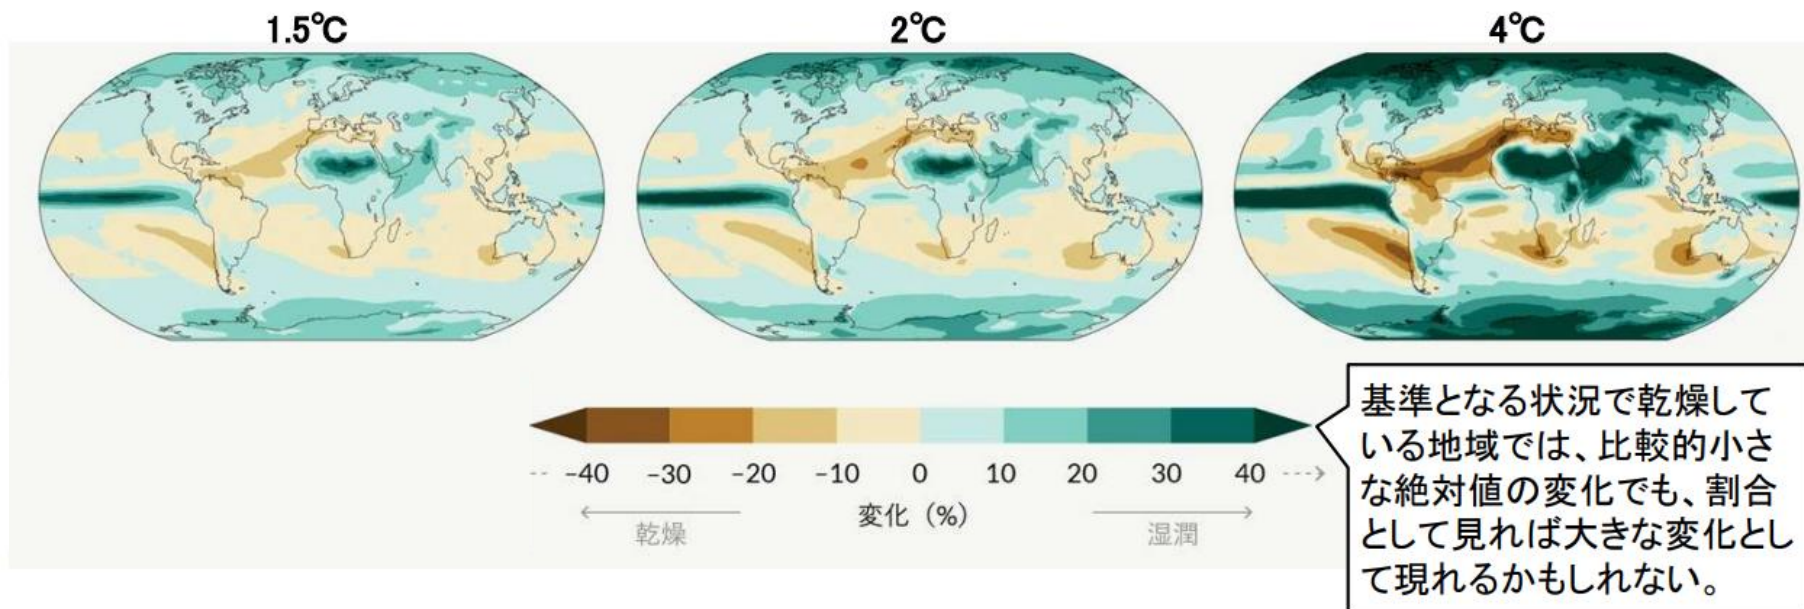 1.5℃
2℃
4℃
-40 -30 -20 -10 0 10 20 30 40
変化（%）
乾燥
湿潤
基準となる状況で乾燥して
いる地域では、比較的小さ
な絶対値の変化でも、割合
として見れば大きな変化とし
て現れるかもしれない。